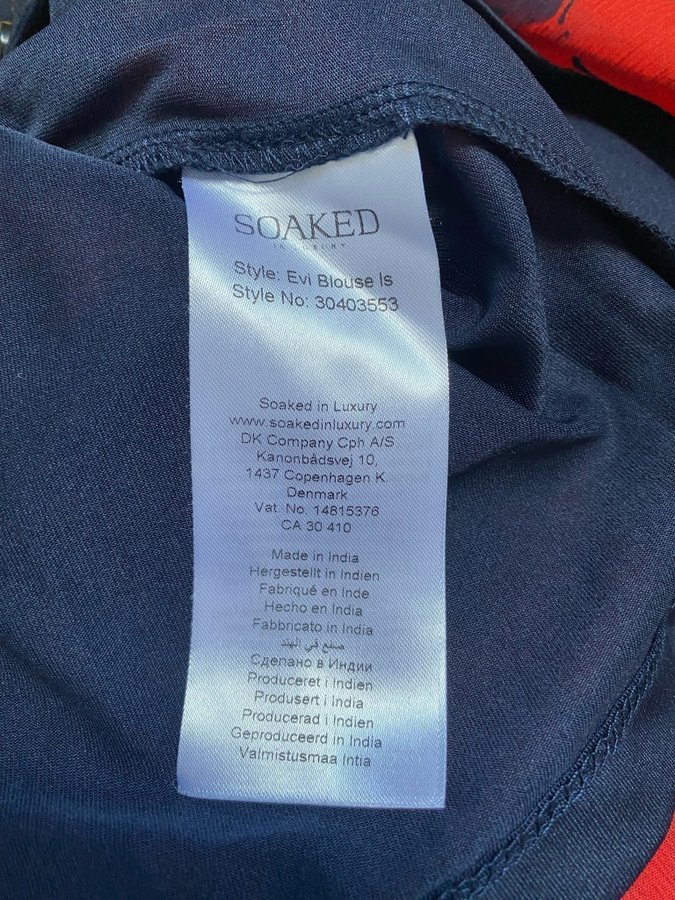 SOAKED
IN LUXURY
Style: Evi Blouse ls
Style No: 30403553
Soaked in Luxury
www.soakedinluxury.com
DK Company Cph A/S
Kanonbådsvej 10,
1437 Copenhagen K
Denmark
Vat. No. 14815376
CA 30 410
Made in India
Hergestellt in Indien
Fabriqué en Inde
Hecho en India
Fabbricato in India
صنع في الهند
Сделано в Индии
Produceret i Indien
Produsert i India
Producerad i Indien
Geproduceerd in India
Valmistusmaa Intia